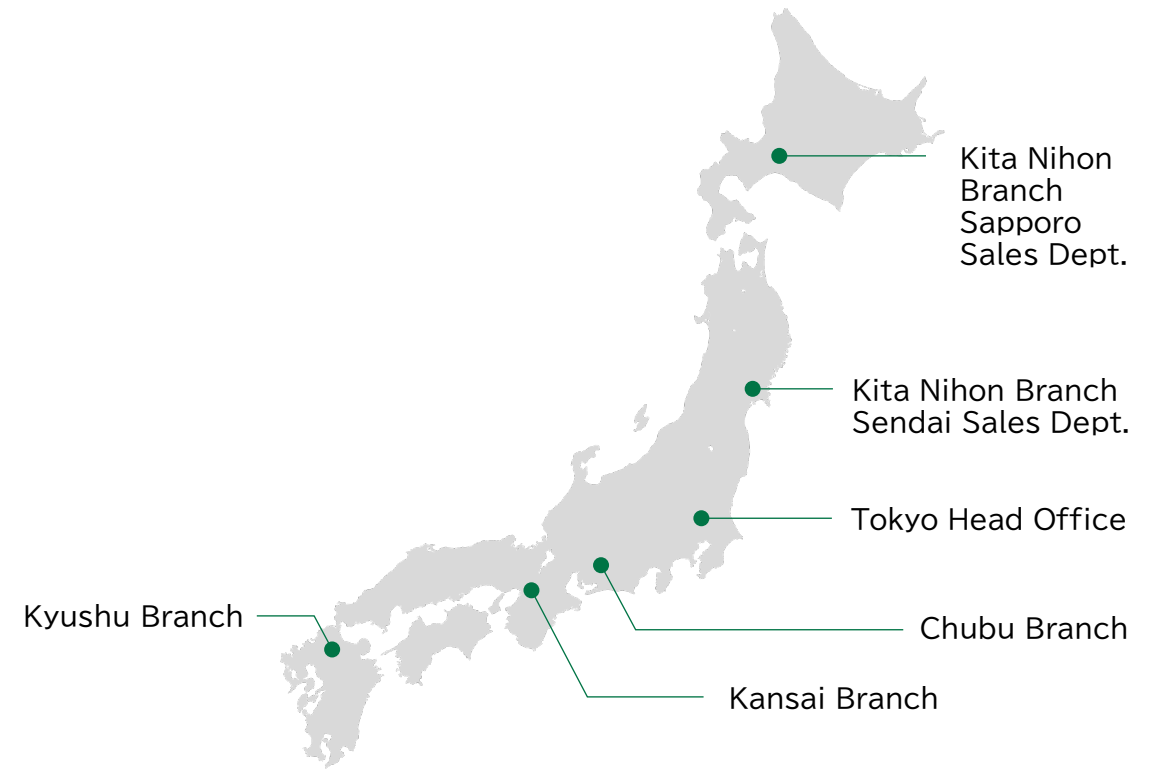 Kita Nihon
Branch
Sapporo
Sales Dept.
Kita Nihon Branch
Sendai Sales Dept.
Tokyo Head Office
Kyushu Branch
Chubu Branch
Kansai Branch